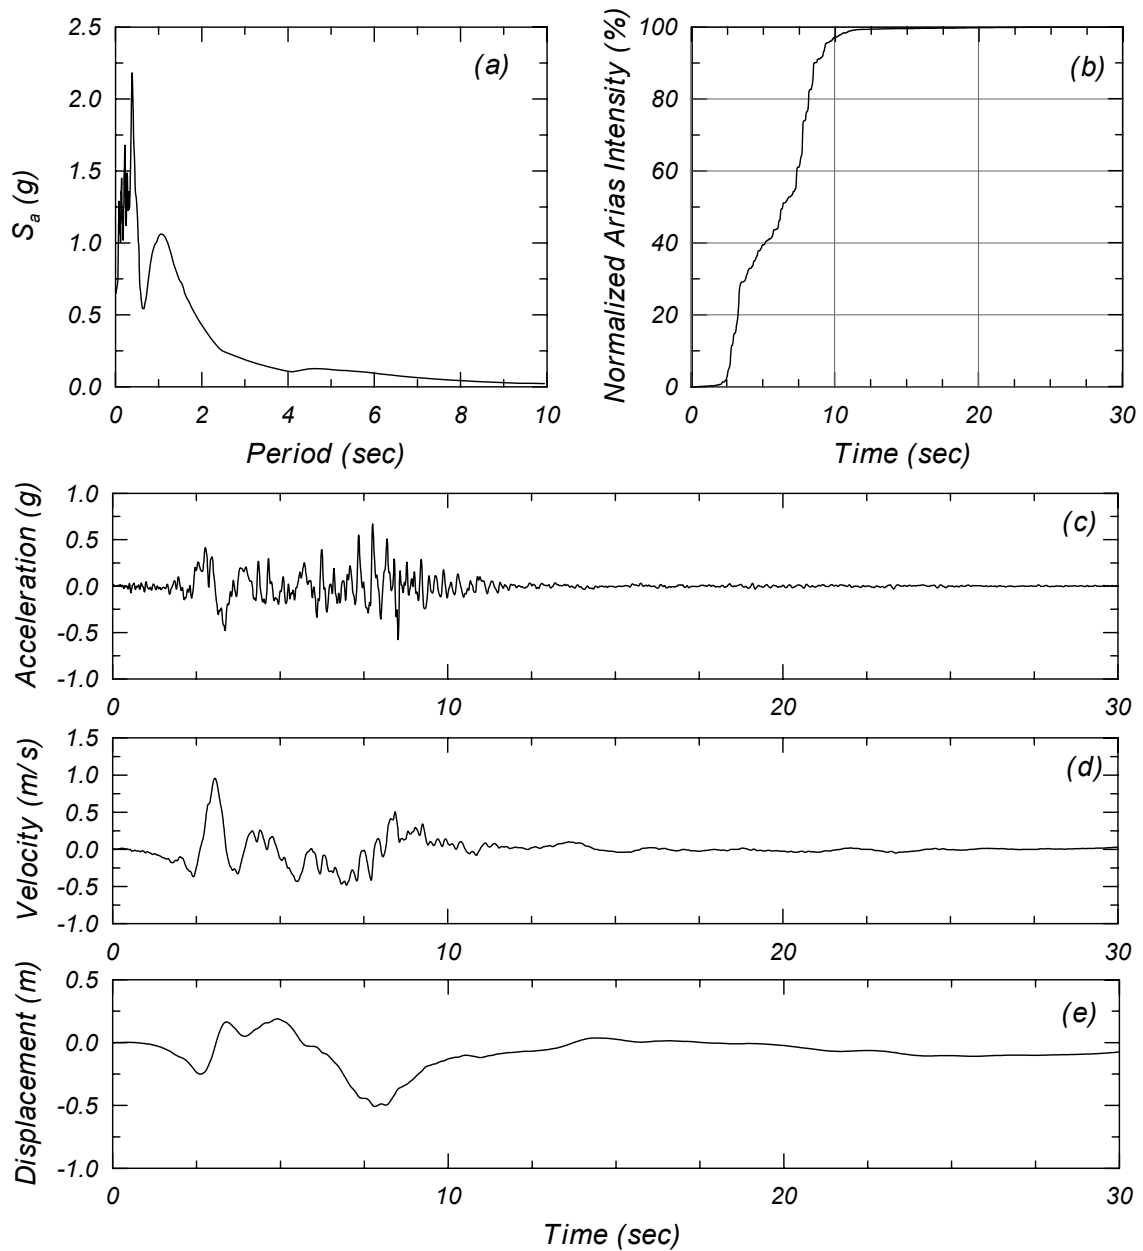 2.5
2.0
1.5
1.0
0.5
0.0
Sa (g)
(a)
0 2 4 6 8 10
Period (sec)
100
80
60
40
20
0
Normalized Arias Intensity (%)
(b)
0 10 20 30
Time (sec)
1.0
0.5
0.0
-0.5
-1.0
Acceleration (g)
(c)
0 10 20 30
1.5
1.0
0.5
0.0
-0.5
-1.0
Velocity (m/s)
(d)
0 10 20 30
0.5
0.0
-0.5
-1.0
Displacement (m)
(e)
0 10 20 30
Time (sec)